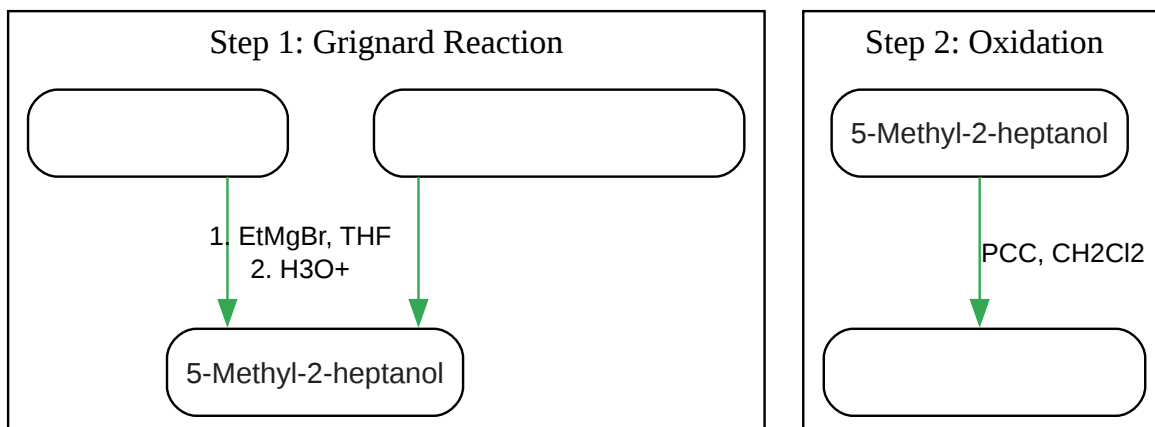 Step 1: Grignard Reaction
1. EtMgBr, THF
2. H3O+
5-Methyl-2-heptanol
Step 2: Oxidation
5-Methyl-2-heptanol
PCC, CH2Cl2